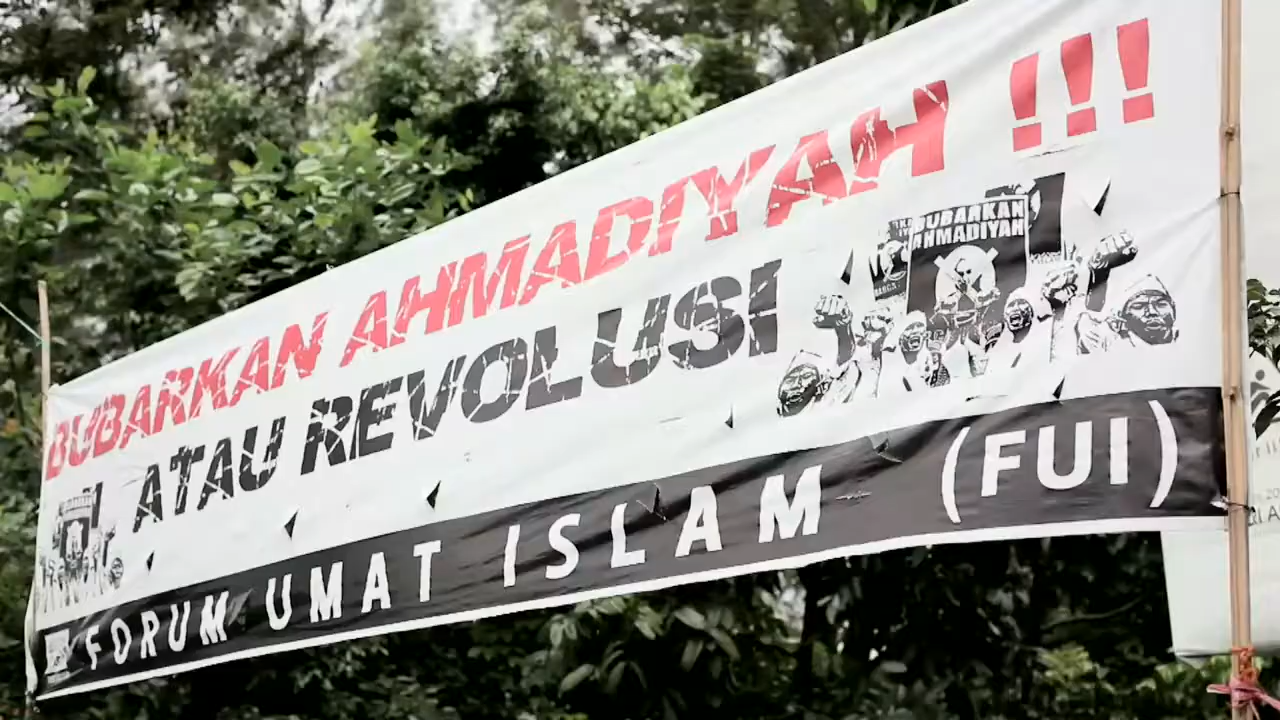 BUBARKAN AHMADIYAH !!!
ATAU REVOLUSI
BUBARKAN
AHMADIYAH
FORUM UMAT ISLAM (FUI)